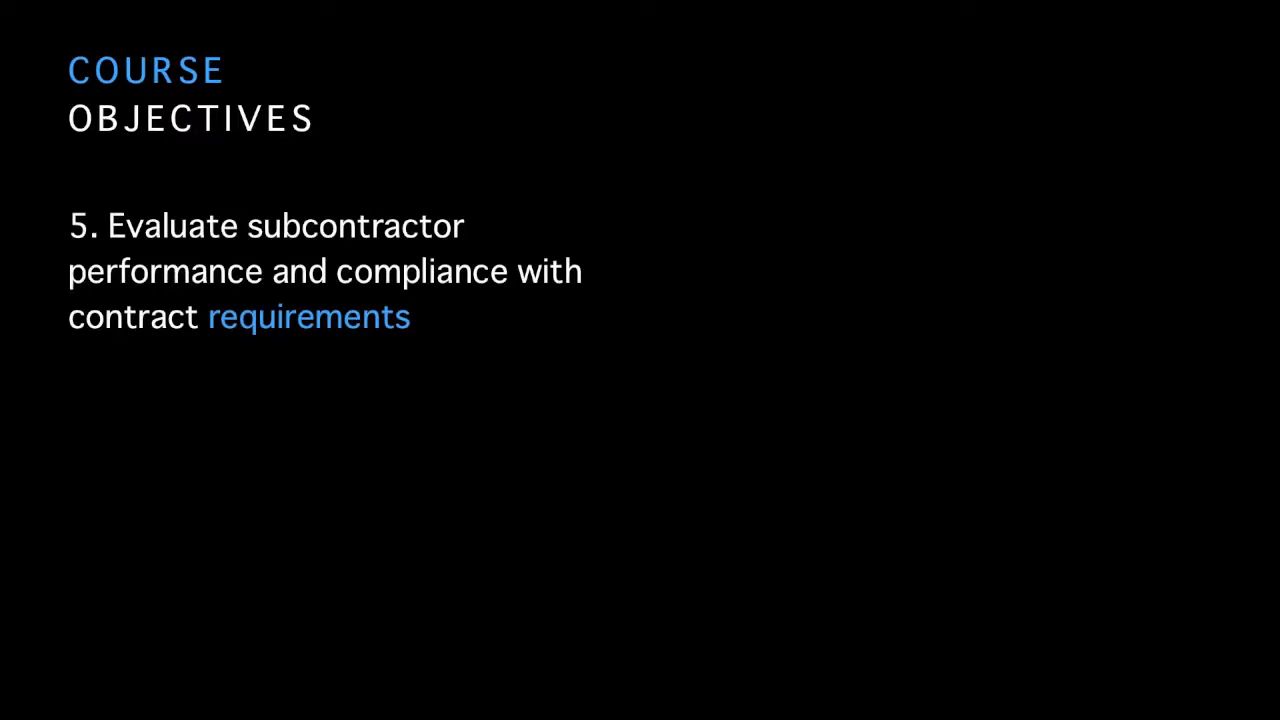 COURSE
OBJECTIVES
5. Evaluate subcontractor
performance and compliance with
contract requirements